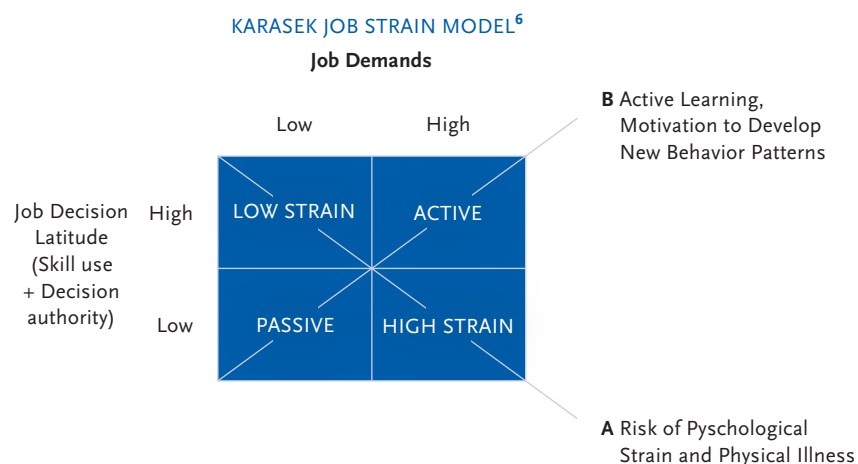 KARASEK JOB STRAIN MODEL6
Job Demands
Low High
B Active Learning,
Motivation to Develop
New Behavior Patterns
Job Decision
Latitude
(Skill use
+ Decision
authority)
High
LOW STRAIN ACTIVE
Low
PASSIVE HIGH STRAIN
A Risk of Pyschological
Strain and Physical Illness